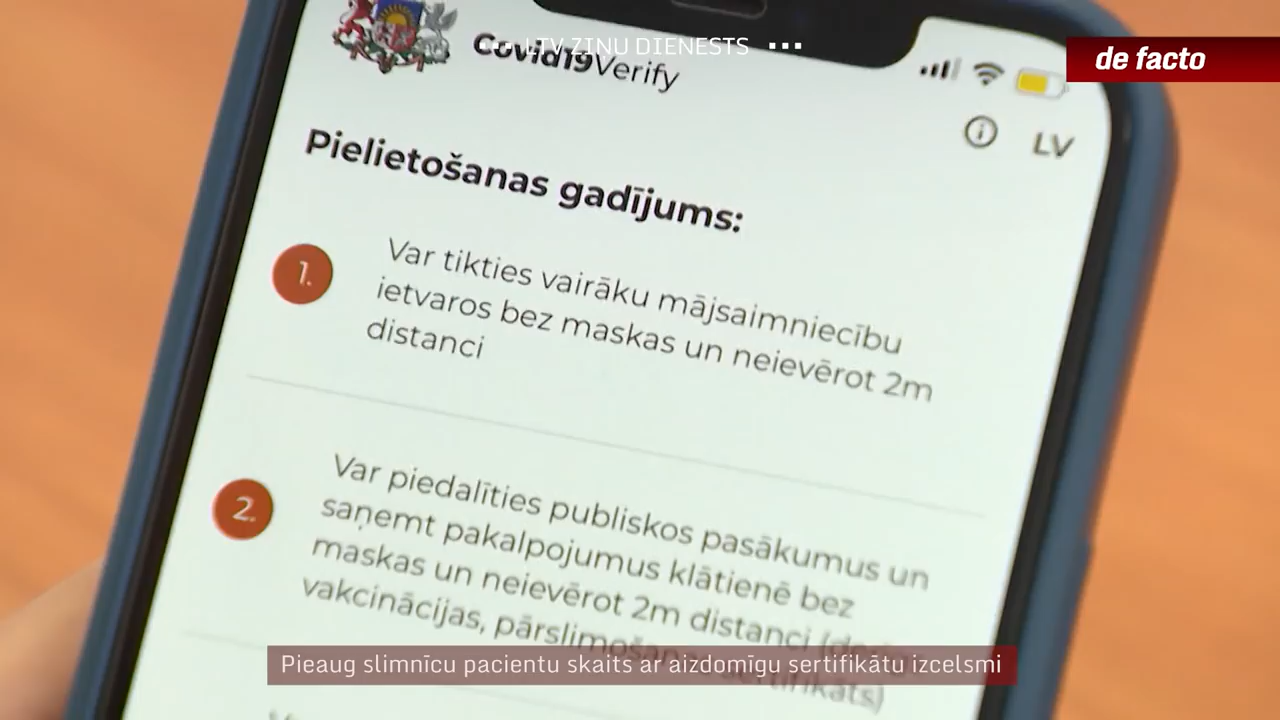 ••• LTV ZIŅU DIENESTS •••
de facto
Covid19Verify
LV
Pielietošanas gadījums:
1.
Var tikties vairāku mājsaimniecību
ietvaros bez maskas un neievērot 2m
distanci
2.
Var piedalīties publiskos pasākumus un
saņemt pakalpojumus klātienē bez
maskas un neievērot 2m distanci
vakcinācijas, pārslimošanas sertifikāts)
Pieaug slimnīcu pacientu skaits ar aizdomīgu sertifikātu izcelsmi